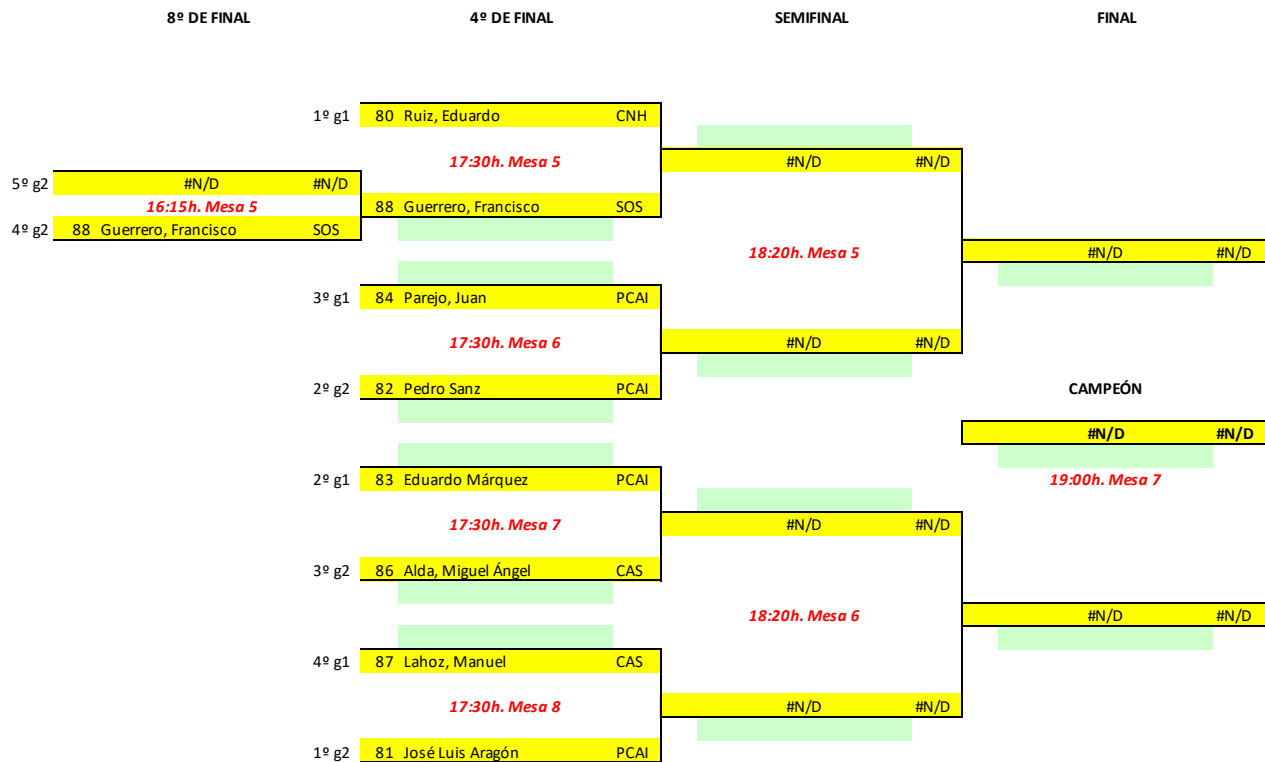 8º DE FINAL 4º DE FINAL SEMIFINAL FINAL
1º g1 80 Ruiz, Eduardo CNH
17:30h. Mesa 5 #N/D #N/D
5º g2 #N/D #N/D
16:15h. Mesa 5 88 Guerrero, Francisco SOS
4º g2 88 Guerrero, Francisco SOS
18:20h. Mesa 5 #N/D #N/D
3º g1 84 Parejo, Juan PCAI
17:30h. Mesa 6 #N/D #N/D
2º g2 82 Pedro Sanz PCAI CAMPEÓN
#N/D #N/D
2º g1 83 Eduardo Márquez PCAI 19:00h. Mesa 7
17:30h. Mesa 7 #N/D #N/D
3º g2 86 Alda, Miguel Ángel CAS
18:20h. Mesa 6 #N/D #N/D
4º g1 87 Lahoz, Manuel CAS
17:30h. Mesa 8 #N/D #N/D
1º g2 81 José Luis Aragón PCAI